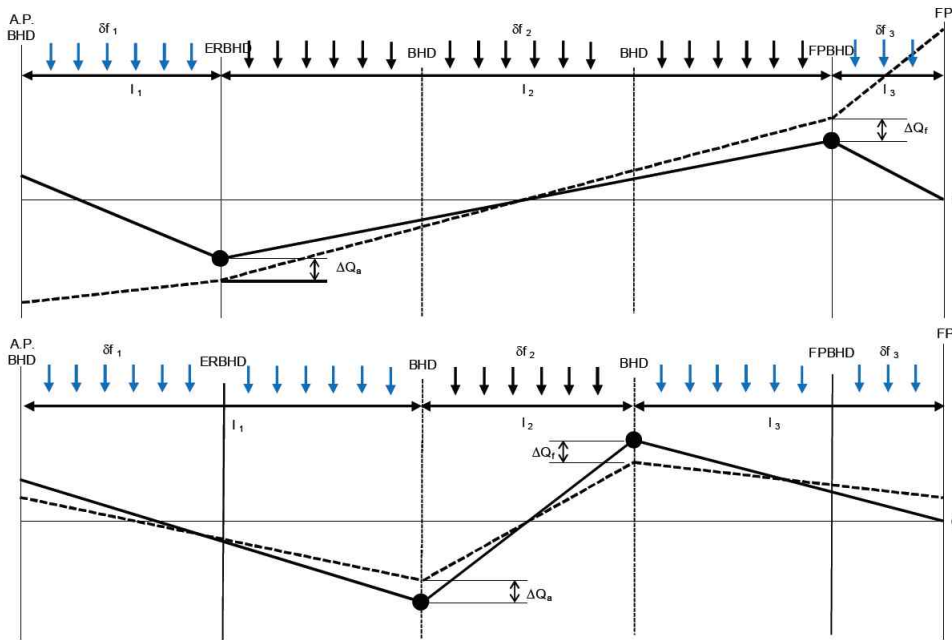 A.P.
BHD
δf 1
ERBHD
BHD
δf 2
BHD
FPBHD
δf 3
FP
l 1
l 2
l 3
ΔQf
ΔQa
A.P.
BHD
δf 1
ERBHD
BHD
δf 2
BHD
FPBHD
δf 3
FP
l 1
l 2
l 3
ΔQf
ΔQa